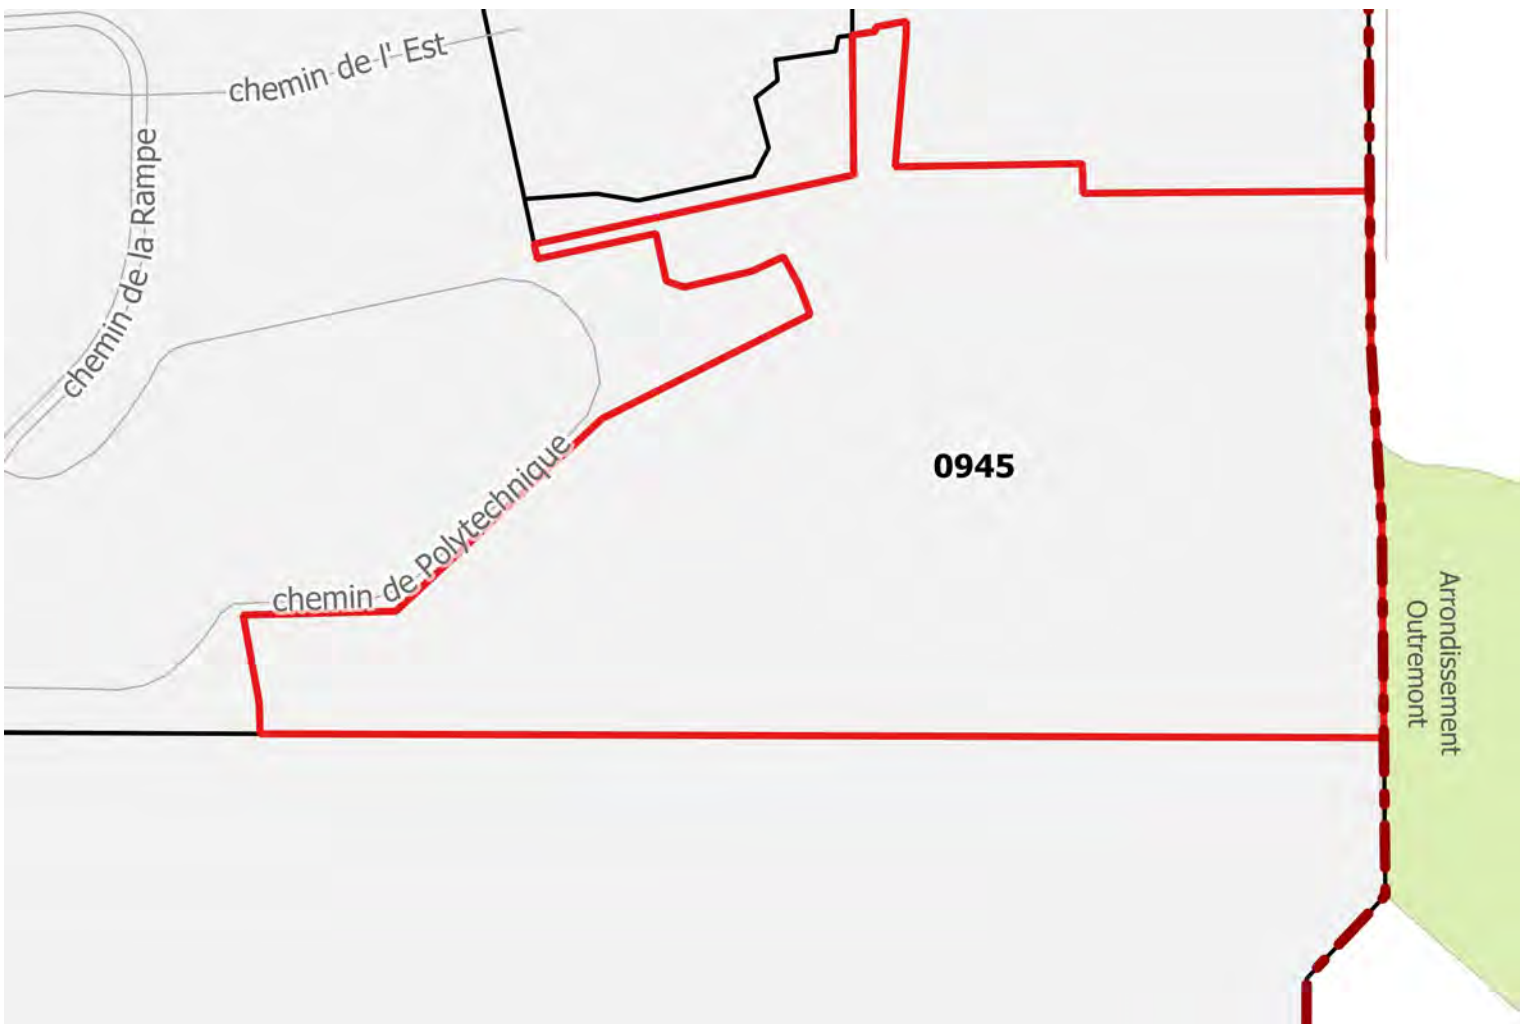 chemin de l' Est
chemin de la Rampe
0945
chemin de Polytechnique
Arrondissement
Outremont